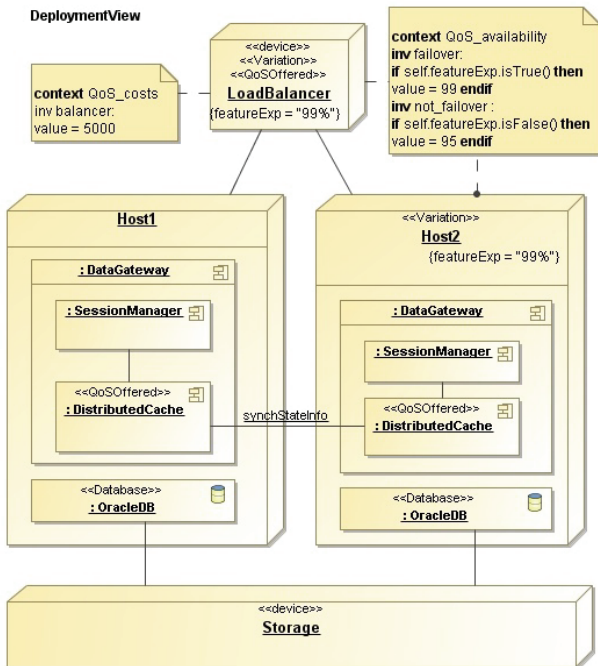 DeploymentView
context QoS_costs
inv balancer:
value = 5000
<<device>>
<<Variation>>
<<QoSOffered>>
LoadBalancer
{featureExp = "99%"}
context QoS_availability
inv failover:
if self.featureExp.isTrue() then
value = 99 endif
inv not_failover :
if self.featureExp.isFalse() then
value = 95 endif
Host1
: DataGateway
: SessionManager
<<QoSOffered>>
: DistributedCache
<<Database>>
: OracleDB
synchStateInfo
<<Variation>>
Host2
{featureExp = "99%"}
: DataGateway
: SessionManager
<<QoSOffered>>
: DistributedCache
<<Database>>
: OracleDB
<<device>>
Storage